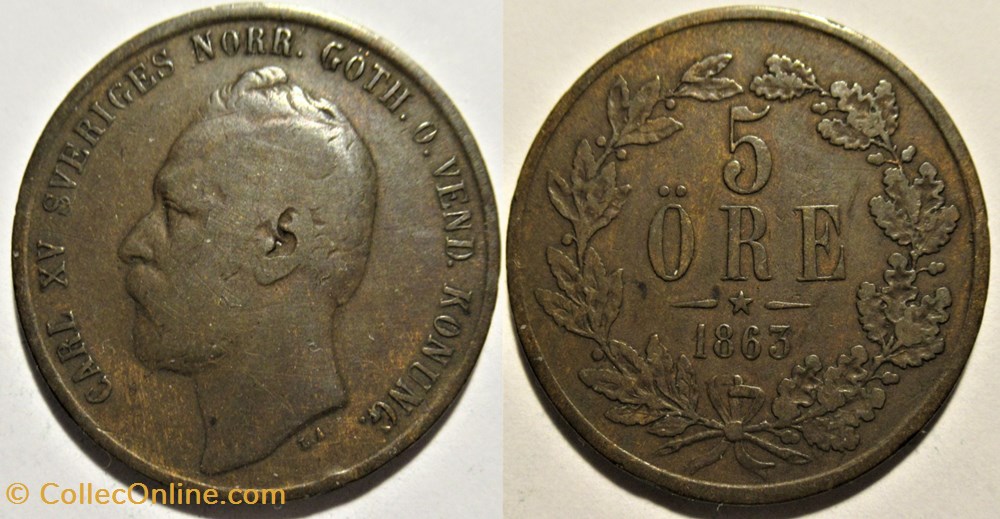 CARL XV SVERIGES NORR. GÖTH. O. VEND. KONUNG.
5
ÖRE
1863
© CollecOnline.com